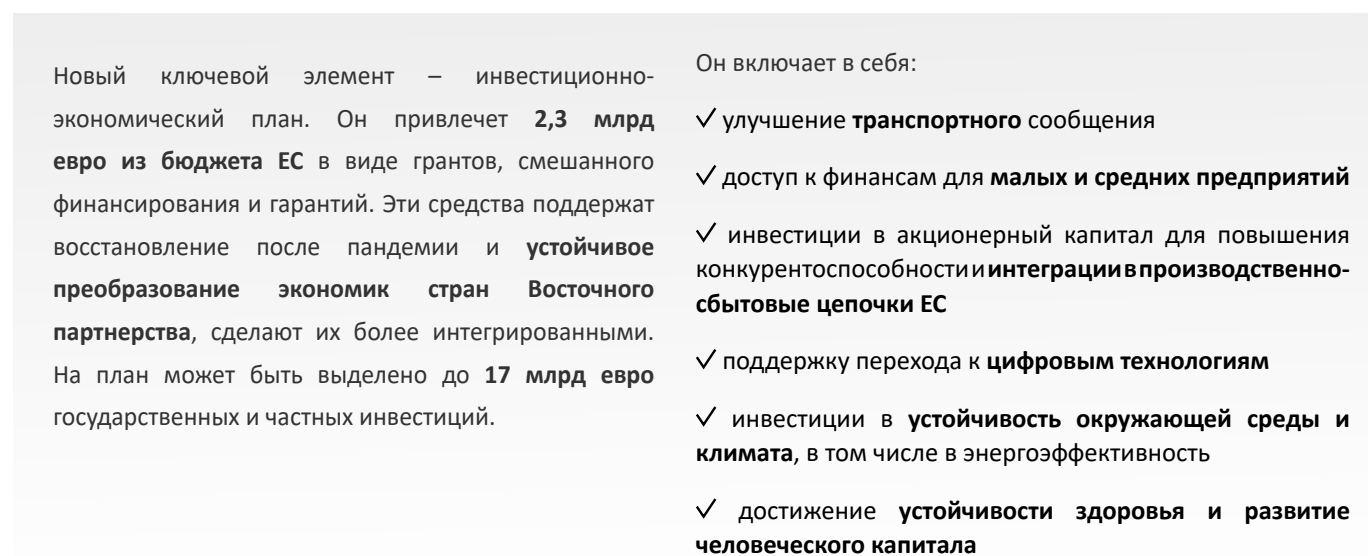 Новый ключевой элемент – инвестиционно-
экономический план. Он привлечет 2,3 млрд
евро из бюджета ЕС в виде грантов, смешанного
финансирования и гарантий. Эти средства поддержат
восстановление после пандемии и устойчивое
преобразование экономик стран Восточного
партнерства, сделают их более интегрированными.
На план может быть выделено до 17 млрд евро
государственных и частных инвестиций.
Он включает в себя:
✓ улучшение транспортного сообщения
✓ доступ к финансам для малых и средних предприятий
✓ инвестиции в акционерный капитал для повышения
конкурентоспособности и интеграции в производственно-
сбытовые цепочки ЕС
✓ поддержку перехода к цифровым технологиям
✓ инвестиции в устойчивость окружающей среды и
климата, в том числе в энергоэффективность
✓ достижение устойчивости здоровья и развитие
человеческого капитала